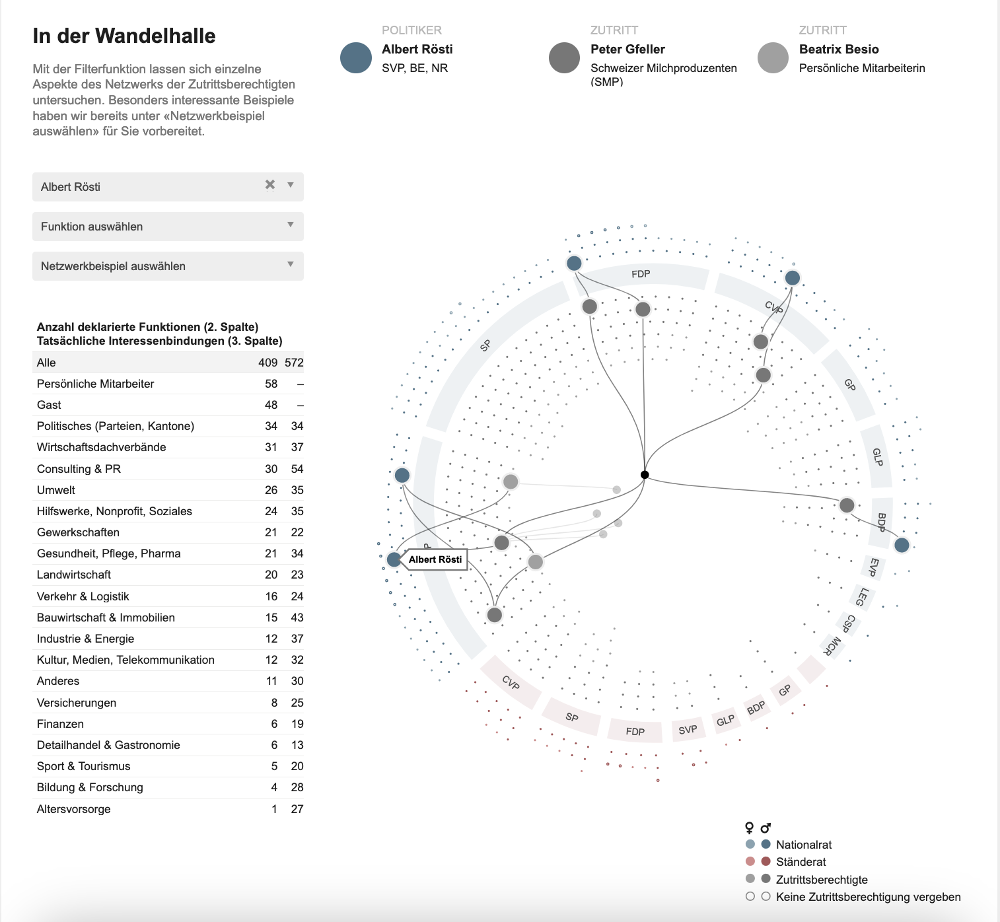 In der Wandelhalle
Mit der Filterfunktion lassen sich einzelne
Aspekte des Netzwerks der Zutrittsberechtigten
untersuchen. Besonders interessante Beispiele
haben wir bereits unter «Netzwerkbeispiel
auswählen» für Sie vorbereitet.
POLITIKER
Albert Rösti
SVP, BE, NR
ZUTRITT
Peter Gfeller
Schweizer Milchproduzenten
(SMP)
ZUTRITT
Beatrix Besio
Persönliche Mitarbeiterin
Albert Rösti
Funktion auswählen
Netzwerkbeispiel auswählen
Anzahl deklarierte Funktionen (2. Spalte)
Tatsächliche Interessenbindungen (3. Spalte)
Alle 409 572
Persönliche Mitarbeiter 58 –
Gast 48 –
Politisches (Parteien, Kantone) 34 34
Wirtschaftsdachverbände 31 37
Consulting & PR 30 54
Umwelt 26 35
Hilfswerke, Nonprofit, Soziales 24 35
Gewerkschaften 21 22
Gesundheit, Pflege, Pharma 21 34
Landwirtschaft 20 23
Verkehr & Logistik 16 24
Bauwirtschaft & Immobilien 15 43
Industrie & Energie 12 37
Kultur, Medien, Telekommunikation 12 32
Anderes 11 30
Versicherungen 8 25
Finanzen 6 19
Detailhandel & Gastronomie 6 13
Sport & Tourismus 5 20
Bildung & Forschung 4 28
Altersvorsorge 1 27
FDP
CVP
GP
GLP
BDP
EVP
LEG
CSP
MCR
GP
BDP
GLP
SVP
FDP
SP
CVP
P
Albert Rösti
SP
♀ ♂
Nationalrat
Ständerat
Zutrittsberechtigte
Keine Zutrittsberechtigung vergeben